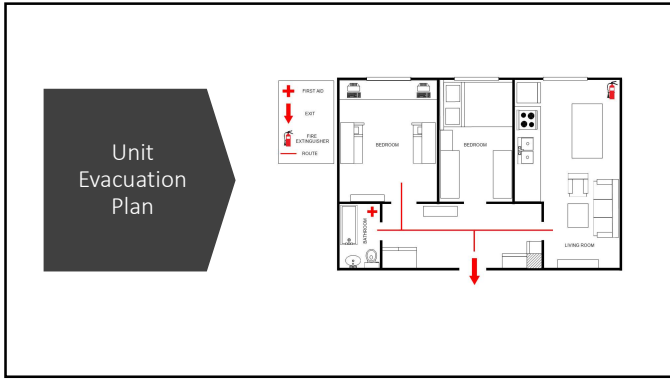 Unit
Evacuation
Plan
FIRST AID
EXIT
FIRE
EXTINGUISHER
ROUTE
BEDROOM
BEDROOM
BATHROOM
LIVING ROOM